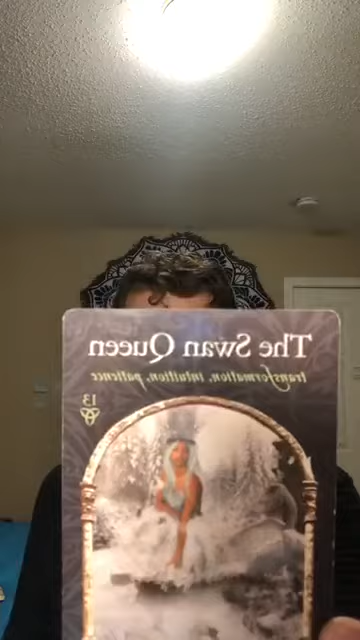 The Swan Queen
transformation, intuition, patience
13